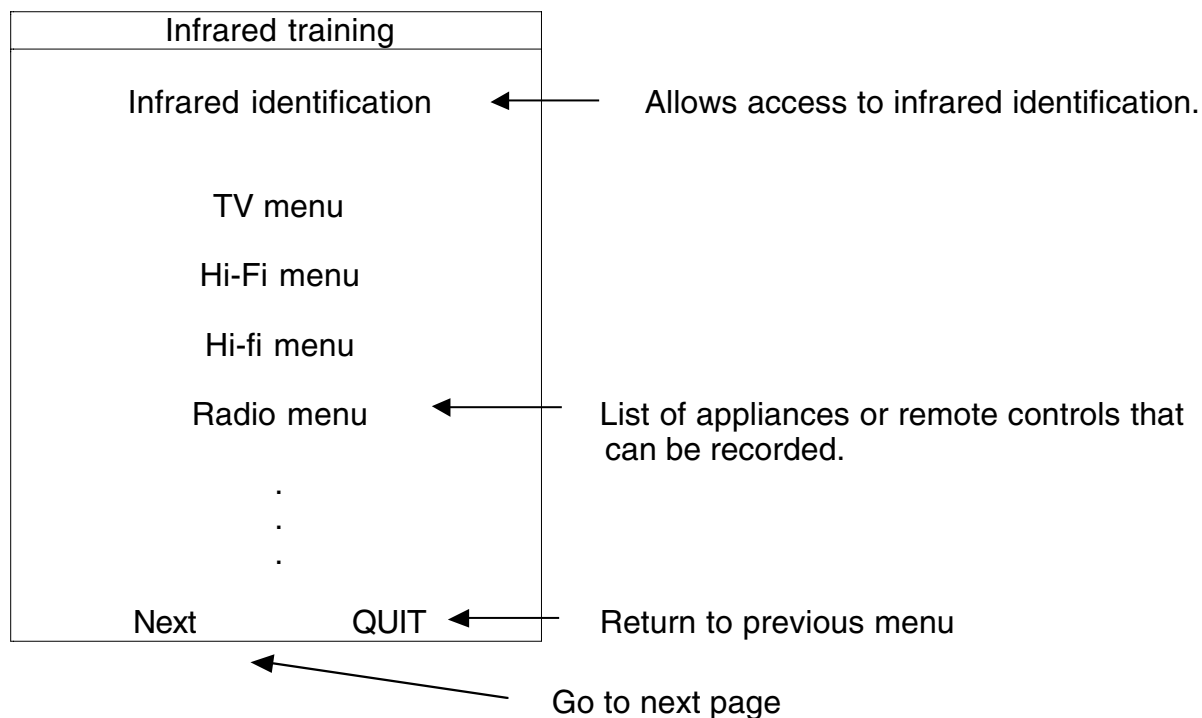 Infrared training
Infrared identification
Allows access to infrared identification.
TV menu
Hi-Fi menu
Hi-fi menu
Radio menu
List of appliances or remote controls that
can be recorded.
.
.
.
Next QUIT
Return to previous menu
Go to next page